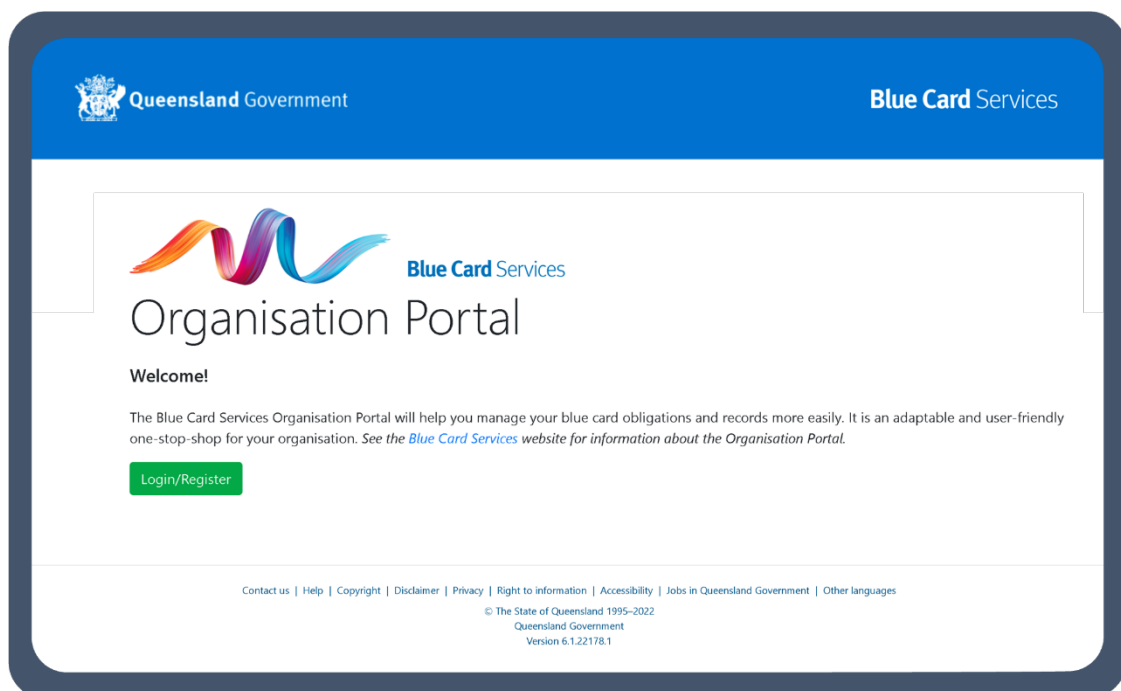 Queensland Government
Blue Card Services
Blue Card Services
Organisation Portal
Welcome!
The Blue Card Services Organisation Portal will help you manage your blue card obligations and records more easily. It is an adaptable and user-friendly
one-stop-shop for your organisation. See the Blue Card Services website for information about the Organisation Portal.
Login/Register
Contact us | Help | Copyright | Disclaimer | Privacy | Right to information | Accessibility | Jobs in Queensland Government | Other languages
© The State of Queensland 1995–2022
Queensland Government
Version 6.1.22178.1